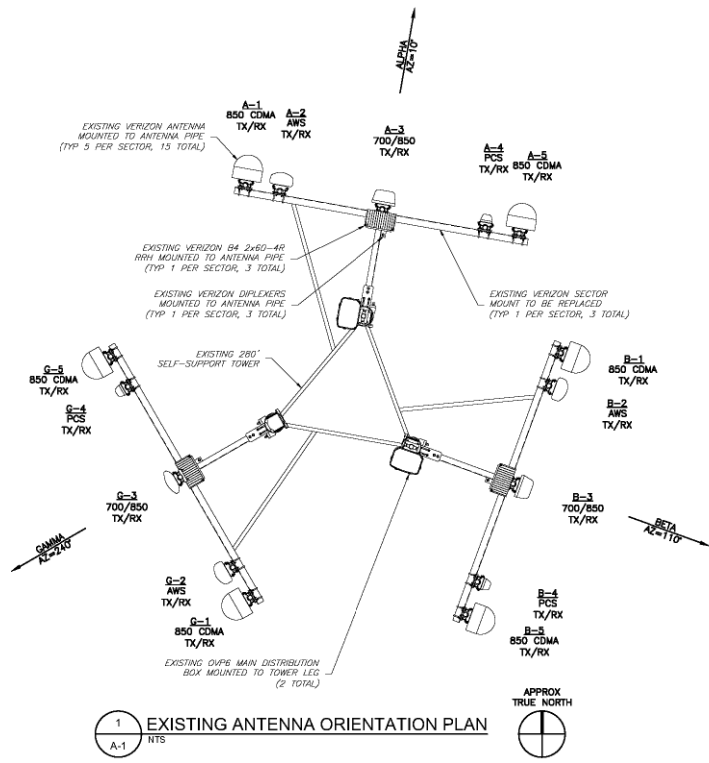 ALPHA
AZ=10°
A-1
850 CDMA
TX/RX
A-2
AWS
TX/RX
A-3
700/850
TX/RX
A-4
PCS
TX/RX
A-5
850 CDMA
TX/RX
EXISTING VERIZON ANTENNA
MOUNTED TO ANTENNA PIPE
(TYP 5 PER SECTOR, 15 TOTAL)
EXISTING VERIZON B4 2x60-4R
RRH MOUNTED TO ANTENNA PIPE
(TYP 1 PER SECTOR, 3 TOTAL)
EXISTING VERIZON DIPLEXERS
MOUNTED TO ANTENNA PIPE
(TYP 1 PER SECTOR, 3 TOTAL)
EXISTING VERIZON SECTOR
MOUNT TO BE REPLACED
(TYP 1 PER SECTOR, 3 TOTAL)
EXISTING 280'
SELF-SUPPORT TOWER
G-5
850 CDMA
TX/RX
G-4
PCS
TX/RX
G-3
700/850
TX/RX
GAMMA
AZ=240°
G-2
AWS
TX/RX
G-1
850 CDMA
TX/RX
B-1
850 CDMA
TX/RX
B-2
AWS
TX/RX
B-3
700/850
TX/RX
BETA
AZ=110°
B-4
PCS
TX/RX
B-5
850 CDMA
TX/RX
EXISTING OVP6 MAIN DISTRIBUTION
BOX MOUNTED TO TOWER LEG
(2 TOTAL)
1
A-1
EXISTING ANTENNA ORIENTATION PLAN
NTS
APPROX
TRUE NORTH